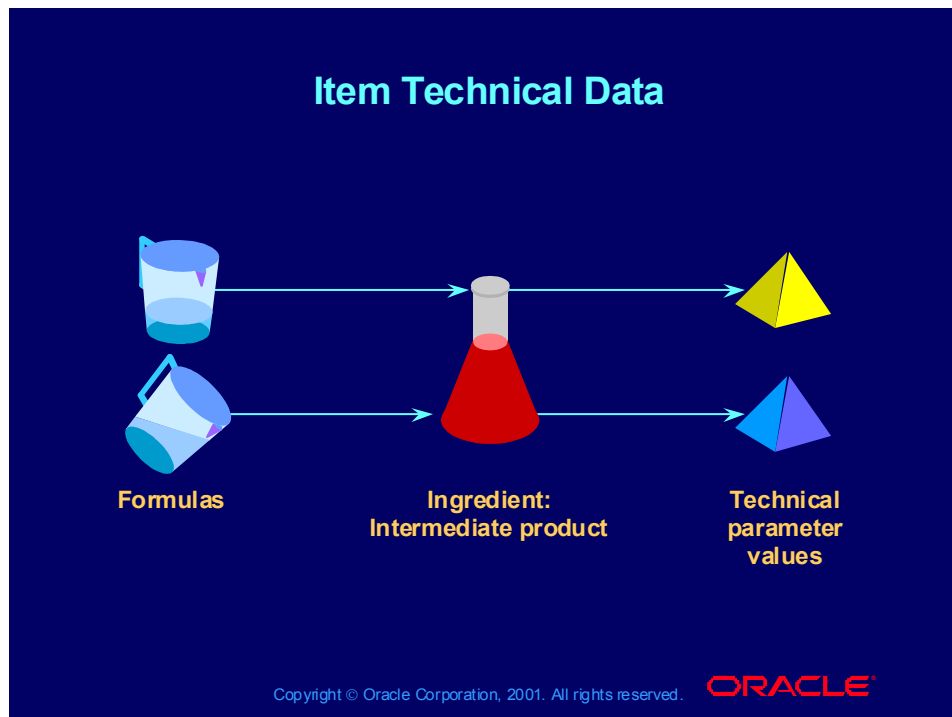 Item Technical Data
Formulas
Ingredient:
Intermediate product
Technical
parameter
values
Copyright © Oracle Corporation, 2001. All rights reserved.
ORACLE®